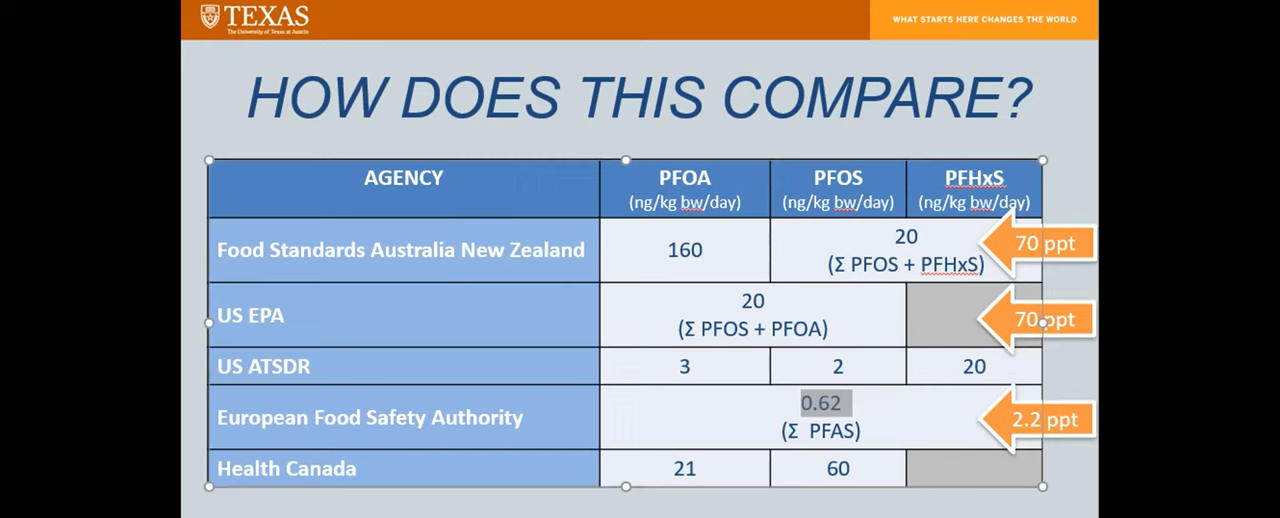 TEXAS
The University of Texas at Austin
WHAT STARTS HERE CHANGES THE WORLD
HOW DOES THIS COMPARE?
AGENCY
PFOA
(ng/kg bw/day)
PFOS
(ng/kg bw/day)
PFHxS
(ng/kg bw/day)
Food Standards Australia New Zealand
160
20
(Σ PFOS + PFHxS)
70 ppt
US EPA
20
(Σ PFOS + PFOA)
70 ppt
US ATSDR
3
2
20
European Food Safety Authority
0.62
(Σ PFAS)
2.2 ppt
Health Canada
21
60